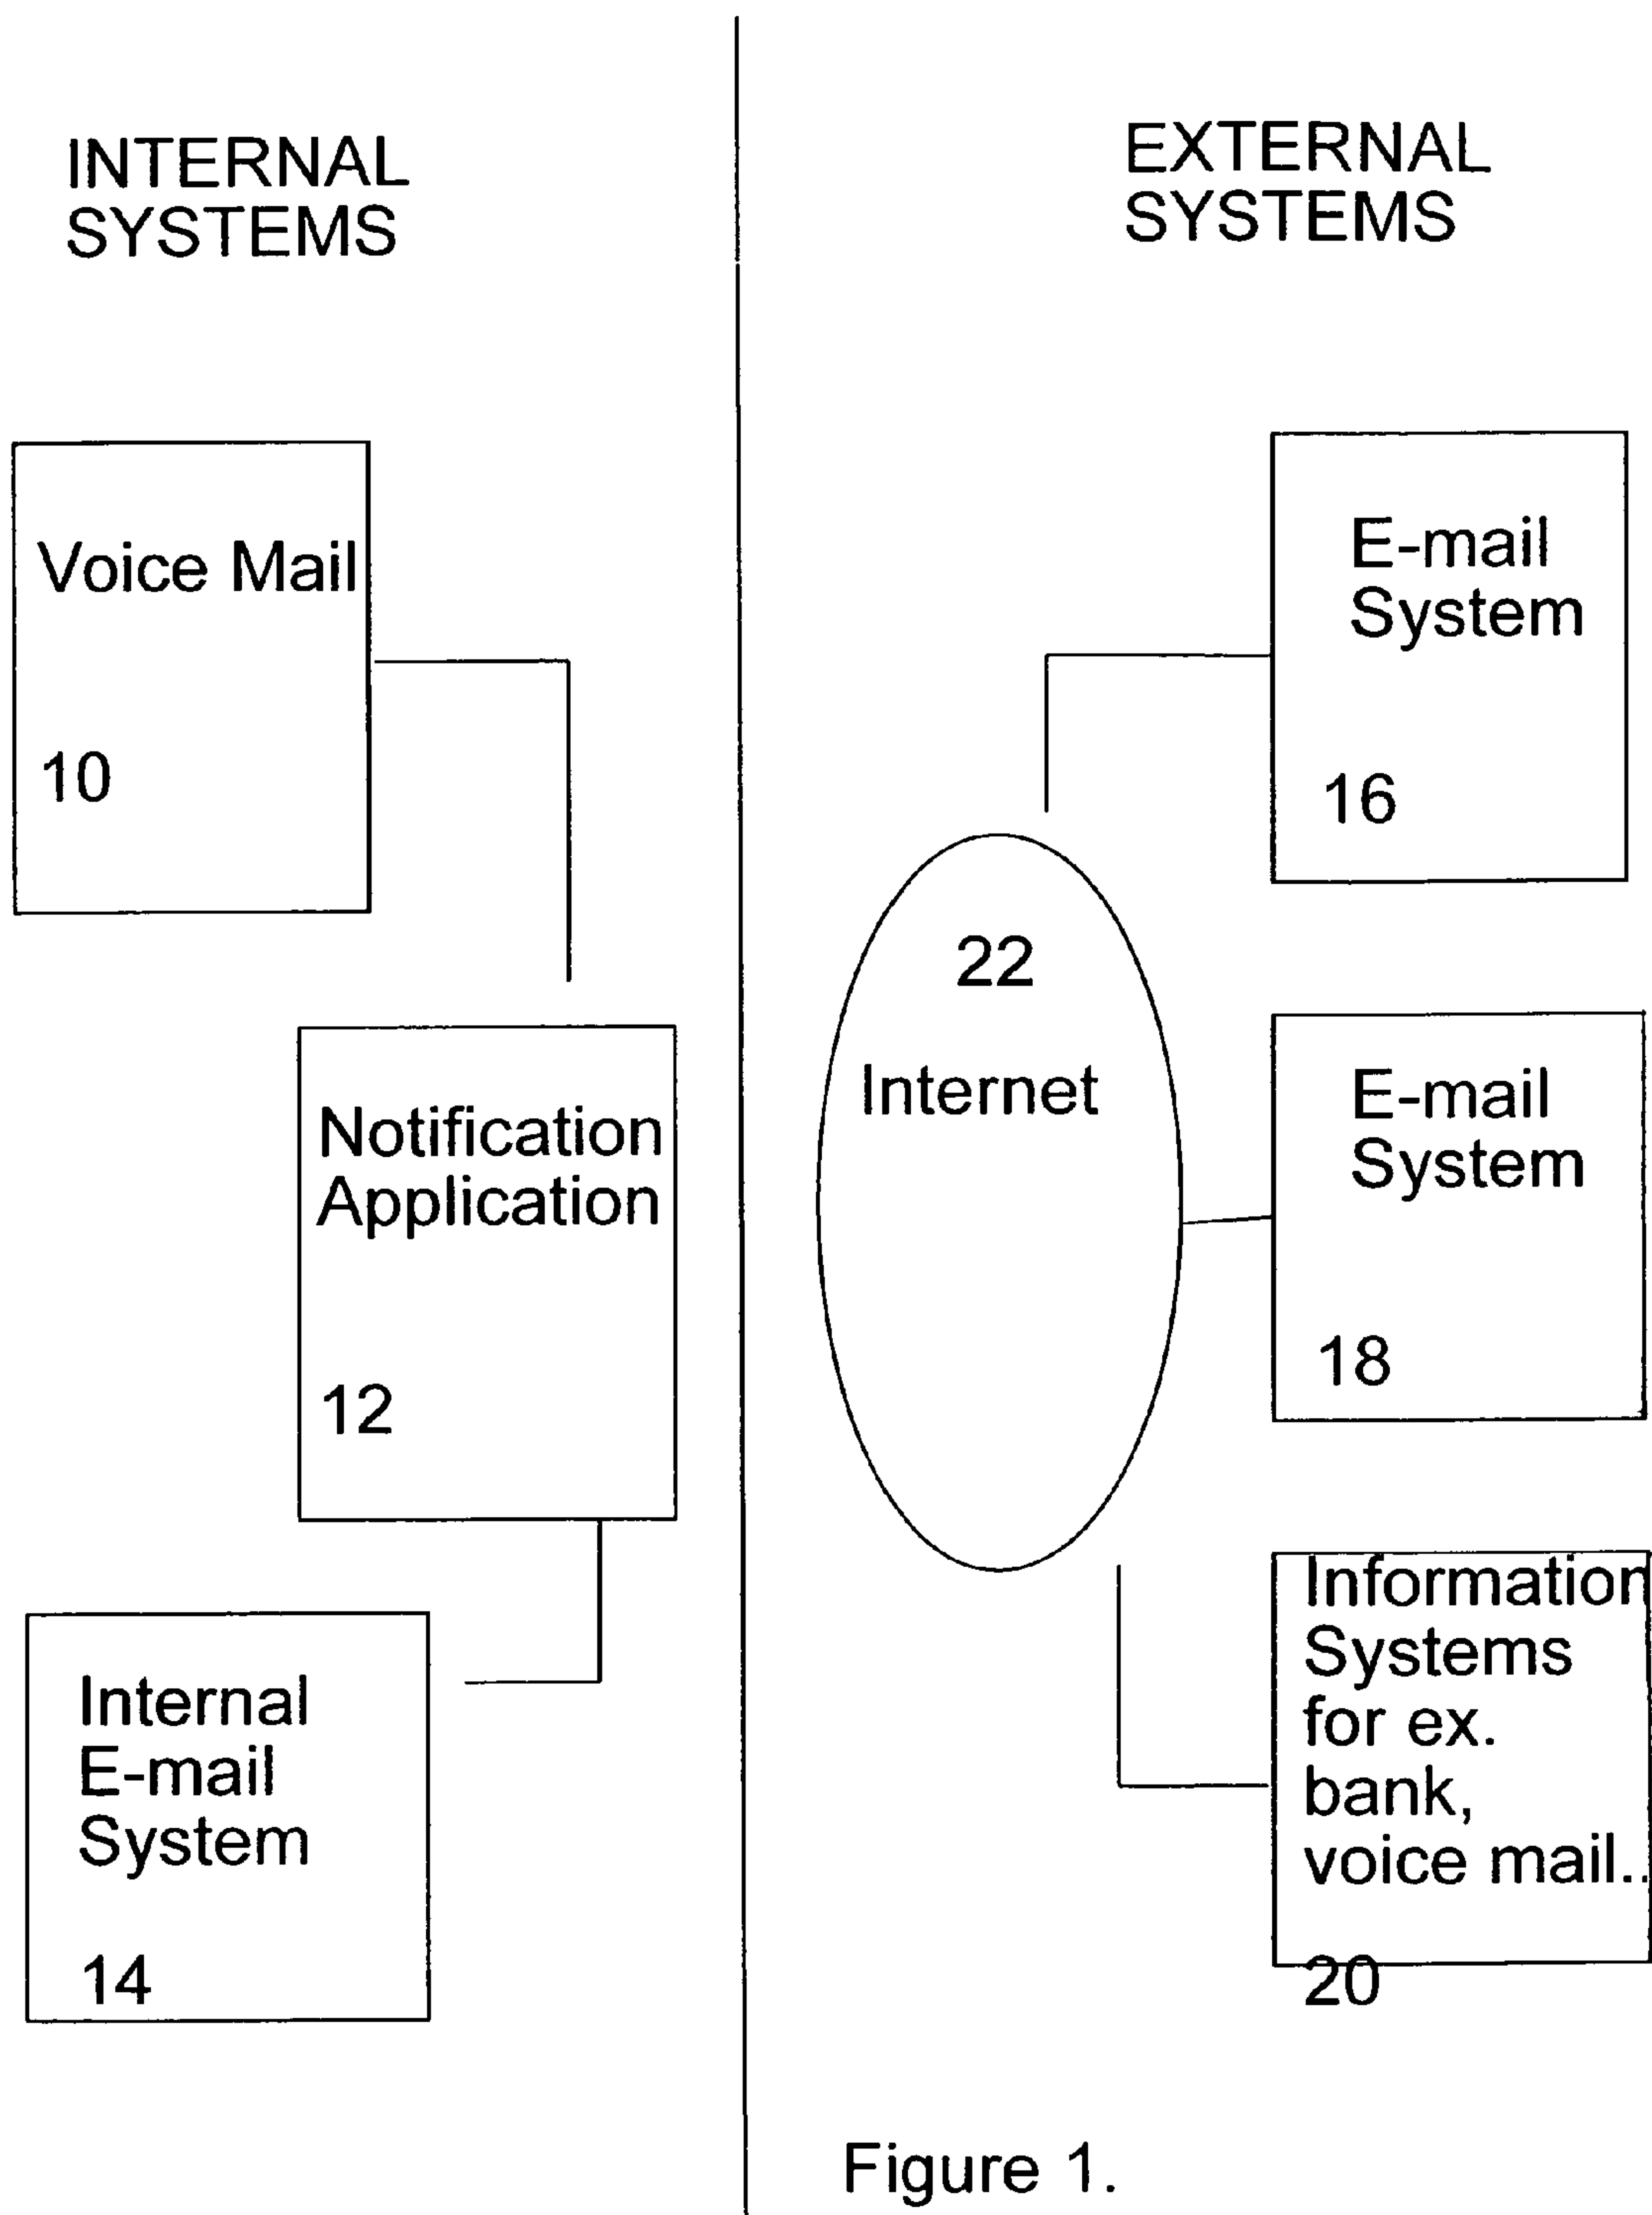 INTERNAL
SYSTEMS
Voice Mail
10
Notification
Application
12
Internal
E-mail
System
14
EXTERNAL
SYSTEMS
E-mail
System
16
22
Internet
E-mail
System
18
Information
Systems
for ex.
bank,
voice mail..
20
Figure 1.